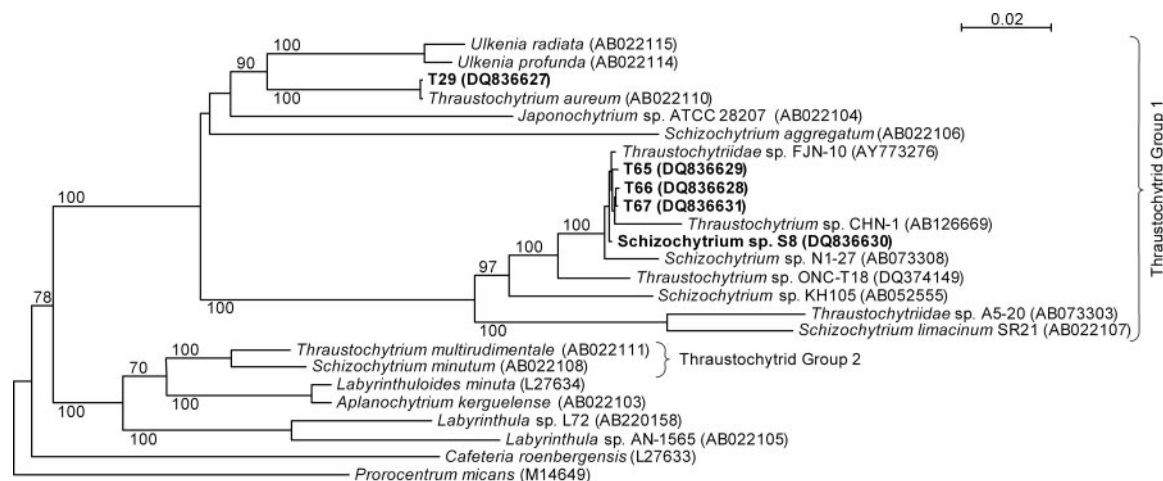 0.02
100
Ulkenia radiata (AB022115)
Ulkenia profunda (AB022114)
90
T29 (DQ836627)
100
Thraustochytrium aureum (AB022110)
Japonochytrium sp. ATCC 28207 (AB022104)
Schizochytrium aggregatum (AB022106)
Thraustochytriidae sp. FJN-10 (AY773276)
T65 (DQ836629)
T66 (DQ836628)
100
T67 (DQ836631)
Thraustochytrium sp. CHN-1 (AB126669)
100
Schizochytrium sp. S8 (DQ836630)
100
Schizochytrium sp. N1-27 (AB073308)
97
Thraustochytrium sp. ONC-T18 (DQ374149)
78
100
Schizochytrium sp. KH105 (AB052555)
Thraustochytriidae sp. A5-20 (AB073303)
100
Schizochytrium limacinum SR21 (AB022107)
Thraustochytrid Group 1
100
Thraustochytrium multirudimentale (AB022111)
Thraustochytrid Group 2
70
Schizochytrium minutum (AB022108)
Labyrinthuloides minuta (L27634)
100
Aplanochytrium kerguelense (AB022103)
100
Labyrinthula sp. L72 (AB220158)
100
Labyrinthula sp. AN-1565 (AB022105)
Cafeteria roenbergensis (L27633)
Prorocentrum micans (M14649)